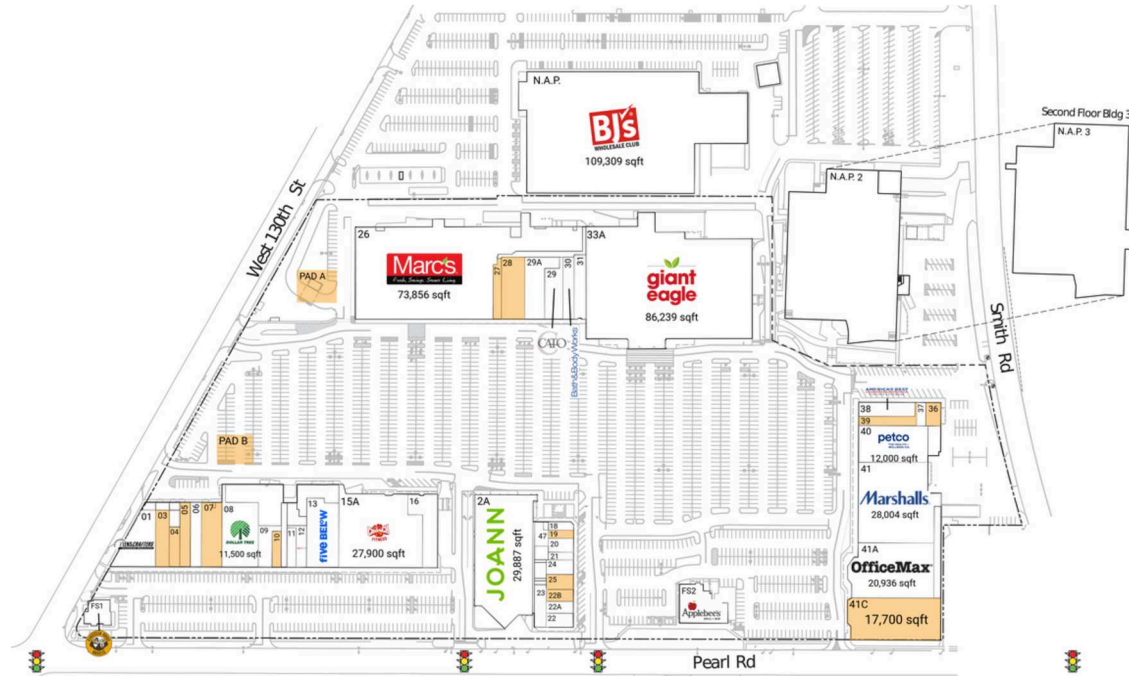 N.A.P.
BJ's
WHOLESALE CLUB
109,309 sqft
Second Floor Bldg 3
N.A.P. 3
N.A.P. 2
West 130th St
26
Marc's
73,856 sqft
27
28
29A
29
30
31
33A
giant
eagle
86,239 sqft
PAD A
CATO
Bath & Body Works
Smith Rd
PAD B
38
37
36
39
40
petco
12,000 sqft
41
Marshalls
28,004 sqft
41A
OfficeMax
20,936 sqft
41C
17,700 sqft
01
03
04
05
06
07
08
DOLLAR TREE
11,500 sqft
09
10
11
12
13
five BELOW
15A
16
FITNESS
27,900 sqft
2A
JOANN
29,887 sqft
18
47
19
20
21
24
25
23
22B
22A
22
FS1
FS2
Applebee's
Pearl Rd